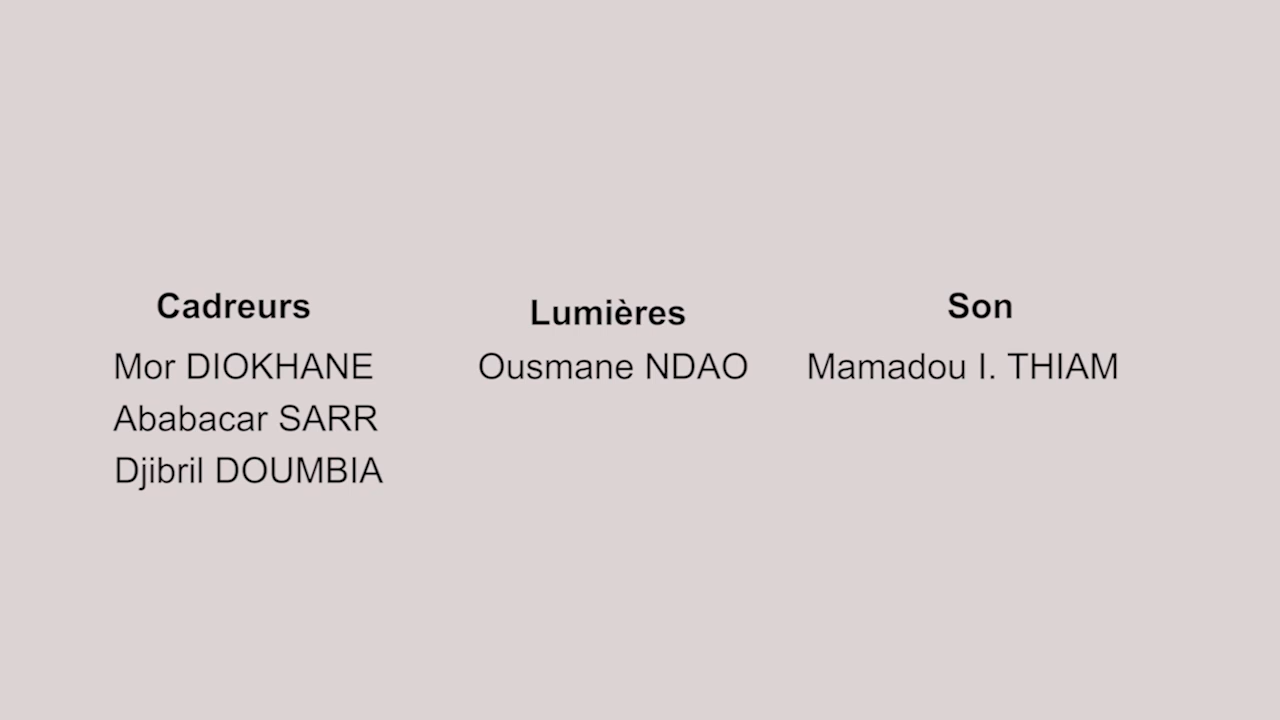 Cadreurs
Mor DIOKHANE
Ababacar SARR
Djibril DOUMBIA
Lumières
Ousmane NDAO
Son
Mamadou I. THIAM